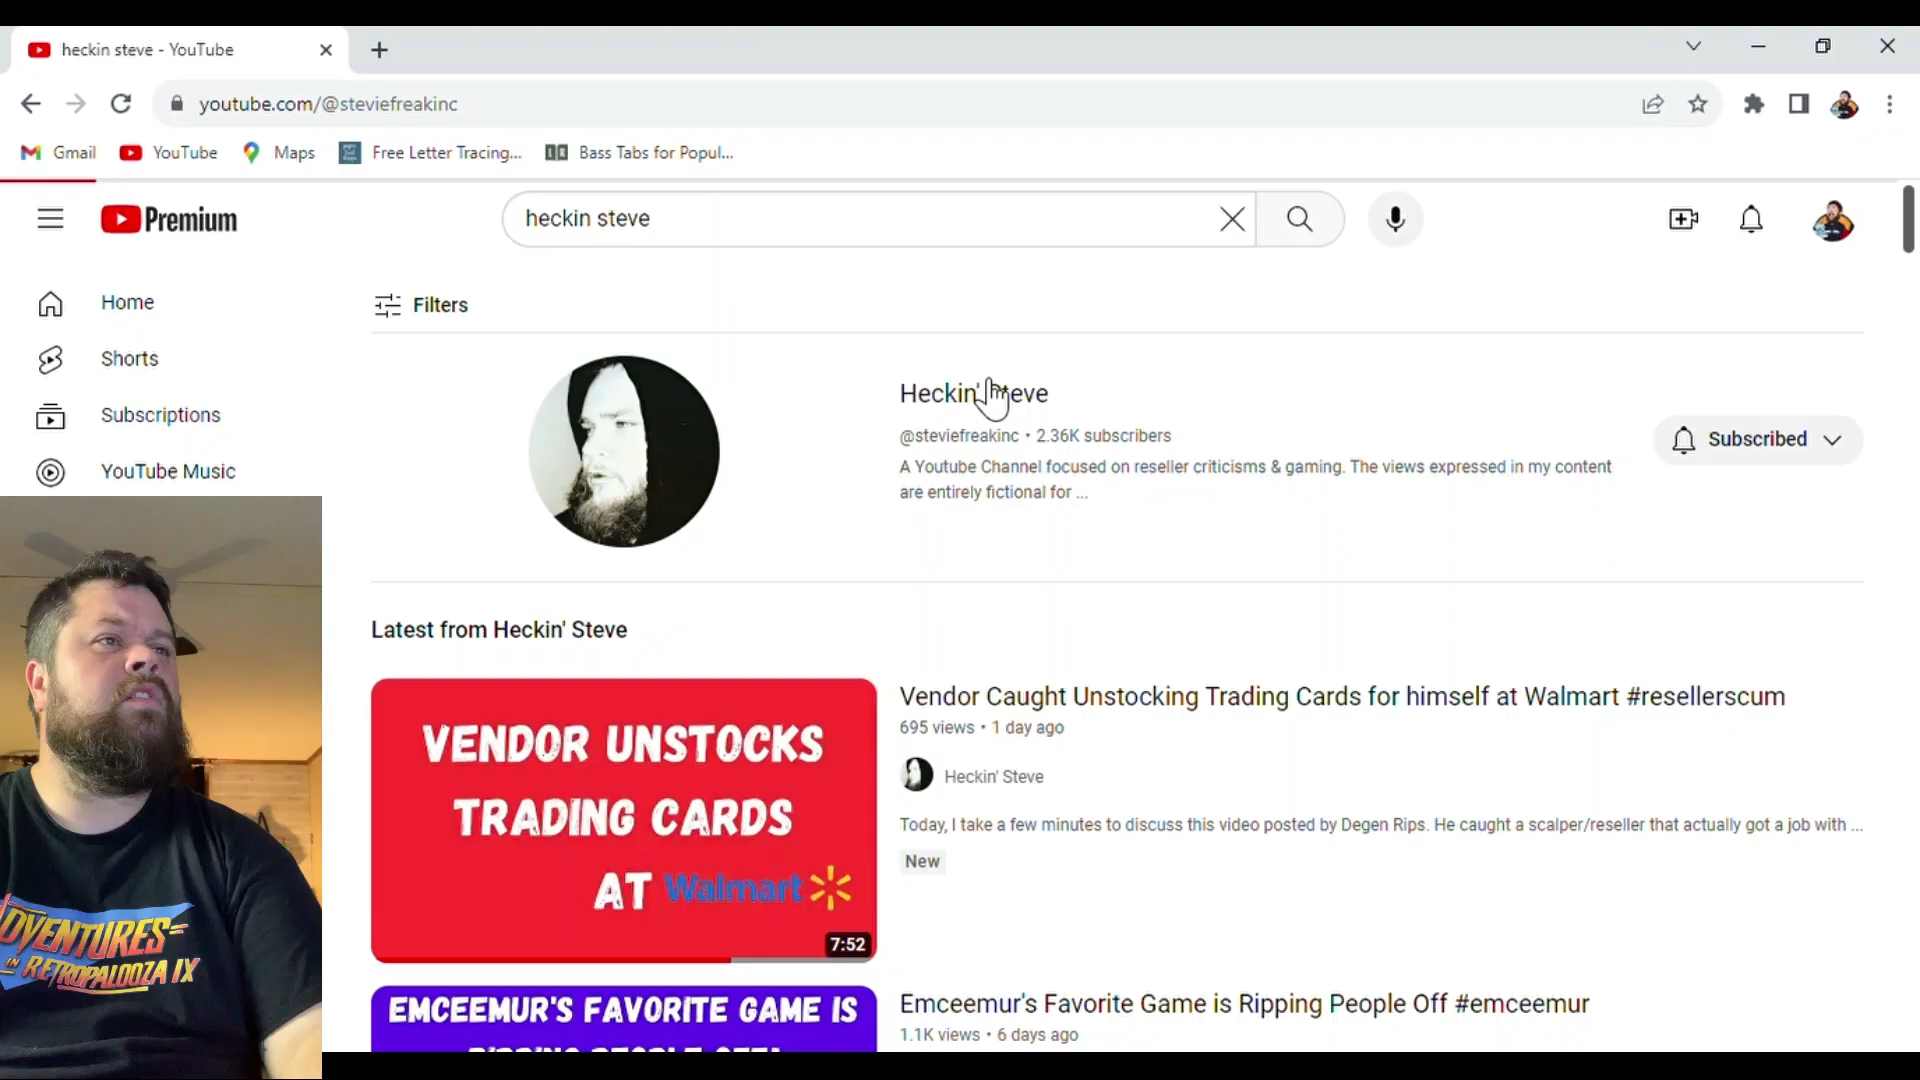 heckin steve - YouTube
youtube.com/@steviefreakinc
Gmail YouTube Maps Free Letter Tracing... Bass Tabs for Popul...
Premium
heckin steve
Home
Shorts
Subscriptions
YouTube Music
Filters
@steviefreakinc • 2.36K subscribers
A Youtube Channel focused on reseller criticisms & gaming. The views expressed in my content
are entirely fictional for ...
Subscribed
Latest from Heckin' Steve
VENDOR UNSTOCKS
TRADING CARDS
AT Walmart
7:52
Vendor Caught Unstocking Trading Cards for himself at Walmart #resellerscum
695 views • 1 day ago
Heckin' Steve
Today, I take a few minutes to discuss this video posted by Degen Rips. He caught a scalper/reseller that actually got a job with ...
New
EMCEEMUR'S FAVORITE GAME IS
Emceemur's Favorite Game is Ripping People Off #emceemur
1.1K views • 6 days ago
IN RETROPALOOZA IX